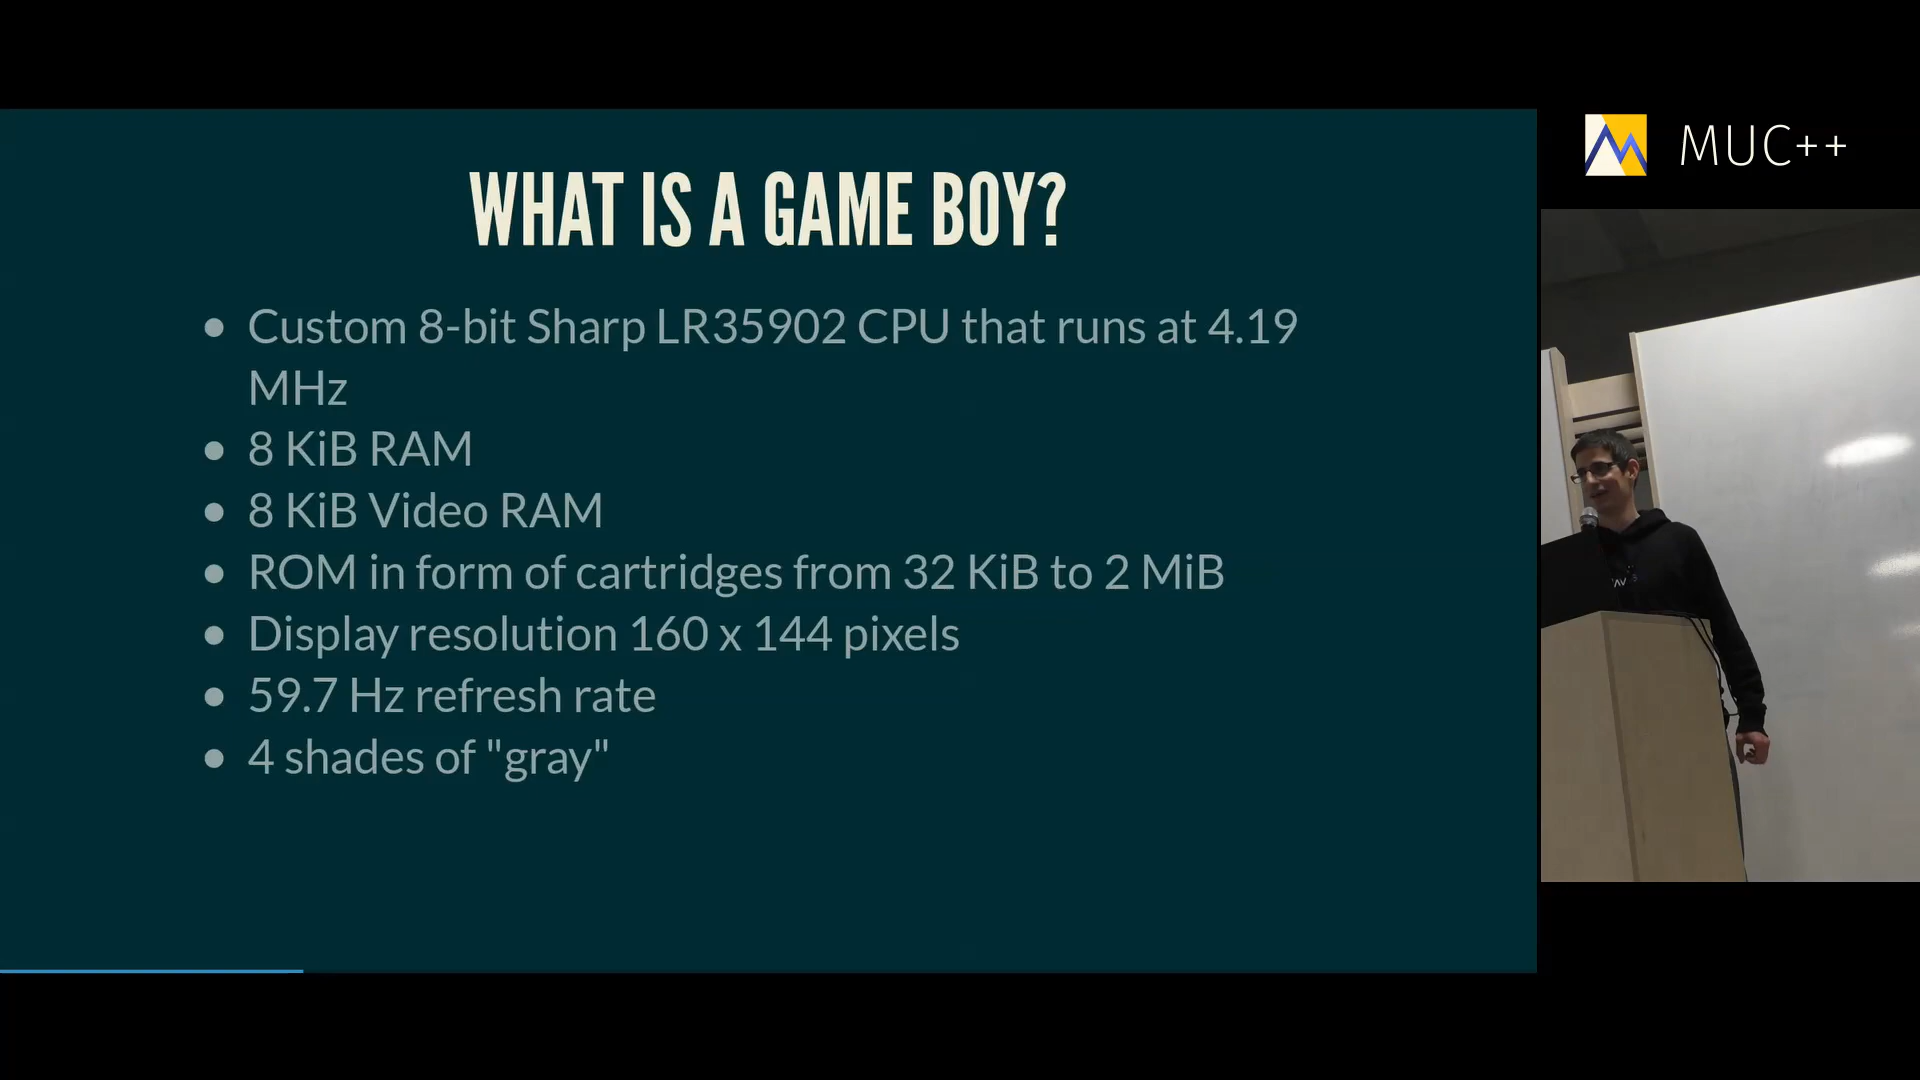 WHAT IS A GAME BOY?
MUC++
• Custom 8-bit Sharp LR35902 CPU that runs at 4.19
MHz
• 8 KiB RAM
• 8 KiB Video RAM
• ROM in form of cartridges from 32 KiB to 2 MiB
• Display resolution 160 x 144 pixels
• 59.7 Hz refresh rate
• 4 shades of "gray"